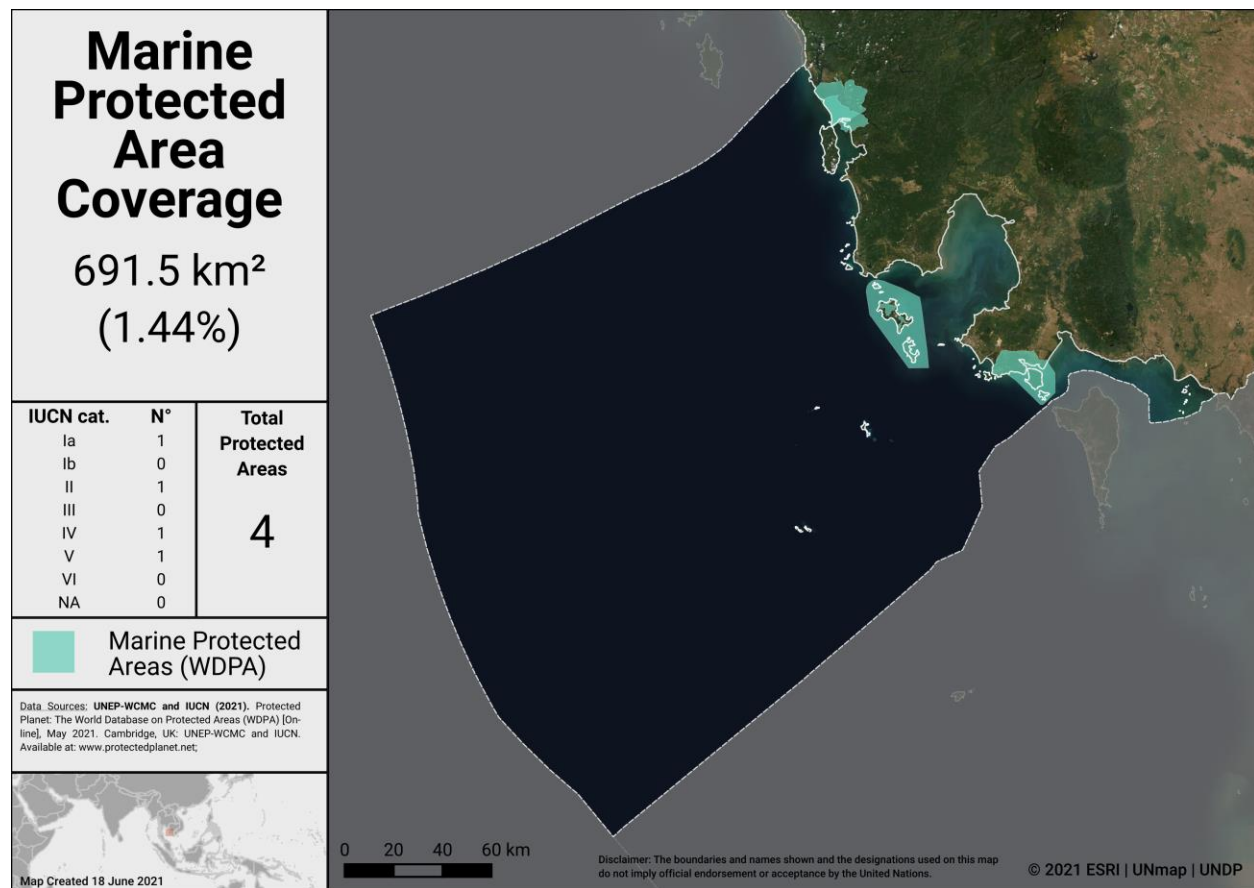 Marine
Protected
Area
Coverage
691.5 km²
(1.44%)
IUCN cat. N°
Ia 1
Ib 0
II 1
III 0
IV 1
V 1
VI 0
NA 0
Total
Protected
Areas
4
Marine Protected
Areas (WDPA)
Data Sources: UNEP-WCMC and IUCN (2021). Protected
Planet: The World Database on Protected Areas (WDPA) [On-
line], May 2021. Cambridge, UK: UNEP-WCMC and IUCN.
Available at: www.protectedplanet.net;
Map Created 18 June 2021
0 20 40 60 km
Disclaimer: The boundaries and names shown and the designations used on this map
do not imply official endorsement or acceptance by the United Nations.
© 2021 ESRI | UNmap | UNDP